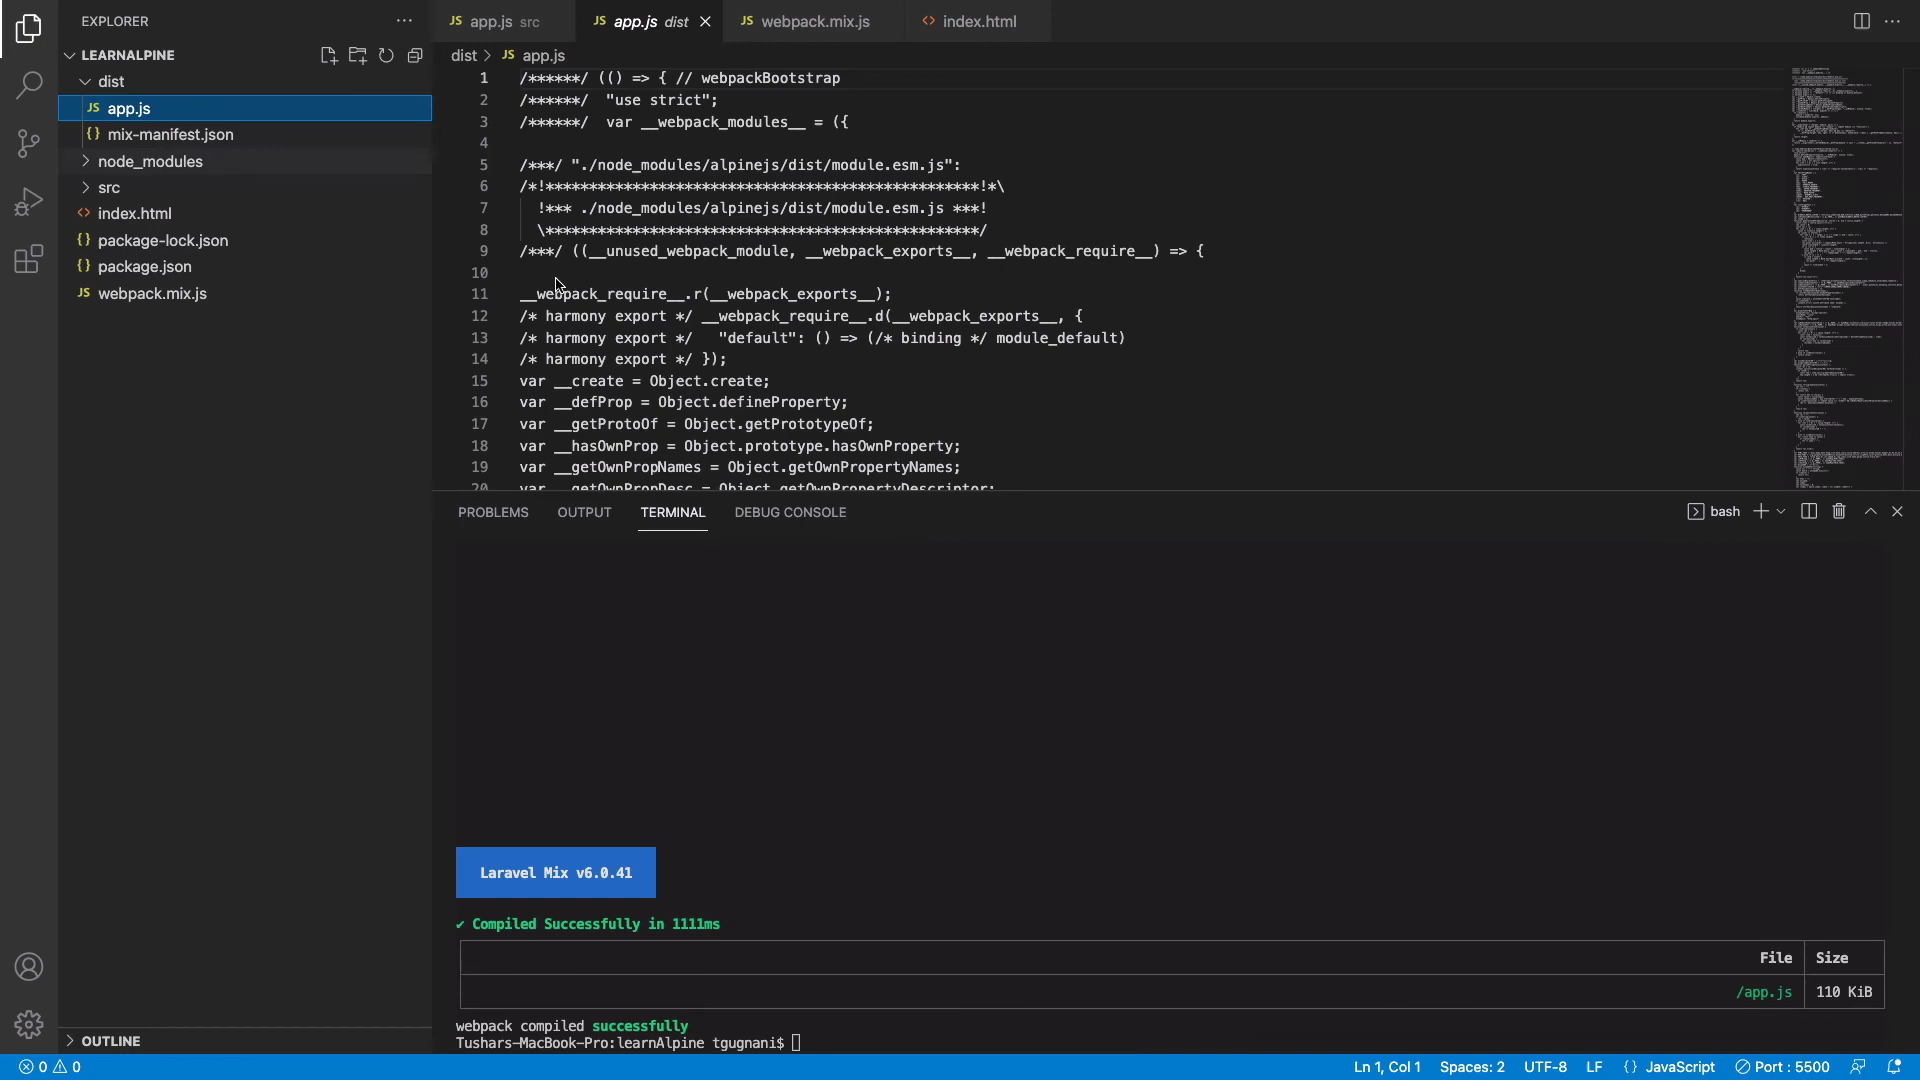 EXPLORER
LEARNALPINE
dist
JS app.js
{} mix-manifest.json
node_modules
src
<> index.html
{} package-lock.json
{} package.json
JS webpack.mix.js
OUTLINE
JS app.js src
JS app.js dist
JS webpack.mix.js
<> index.html
dist > JS app.js
1 /******/ (() => { // webpackBootstrap
2 /******/ "use strict";
3 /******/ var __webpack_modules__ = ({
4
5 /***/ "./node_modules/alpinejs/dist/module.esm.js":
6 /*!**************************************************!*\
7 !*** ./node_modules/alpinejs/dist/module.esm.js ***!
8 \**************************************************/
9 /***/ ((__unused_webpack_module, __webpack_exports__, __webpack_require__) => {
10
11 __webpack_require__.r(__webpack_exports__);
12 /* harmony export */ __webpack_require__.d(__webpack_exports__, {
13 /* harmony export */ "default": () => (/* binding */ module_default)
14 /* harmony export */ });
15 var __create = Object.create;
16 var __defProp = Object.defineProperty;
17 var __getProtoOf = Object.getPrototypeOf;
18 var __hasOwnProp = Object.prototype.hasOwnProperty;
19 var __getOwnPropNames = Object.getOwnPropertyNames;
20 var __getOwnPropDesc = Object.getOwnPropertyDescriptor;
PROBLEMS OUTPUT TERMINAL DEBUG CONSOLE
bash
Laravel Mix v6.0.41
✔ Compiled Successfully in 1111ms
File Size
/app.js 110 KiB
webpack compiled successfully
Tushars-MacBook-Pro:learnAlpine tgugnani$
0 0
Ln 1, Col 1 Spaces: 2 UTF-8 LF {} JavaScript Port : 5500